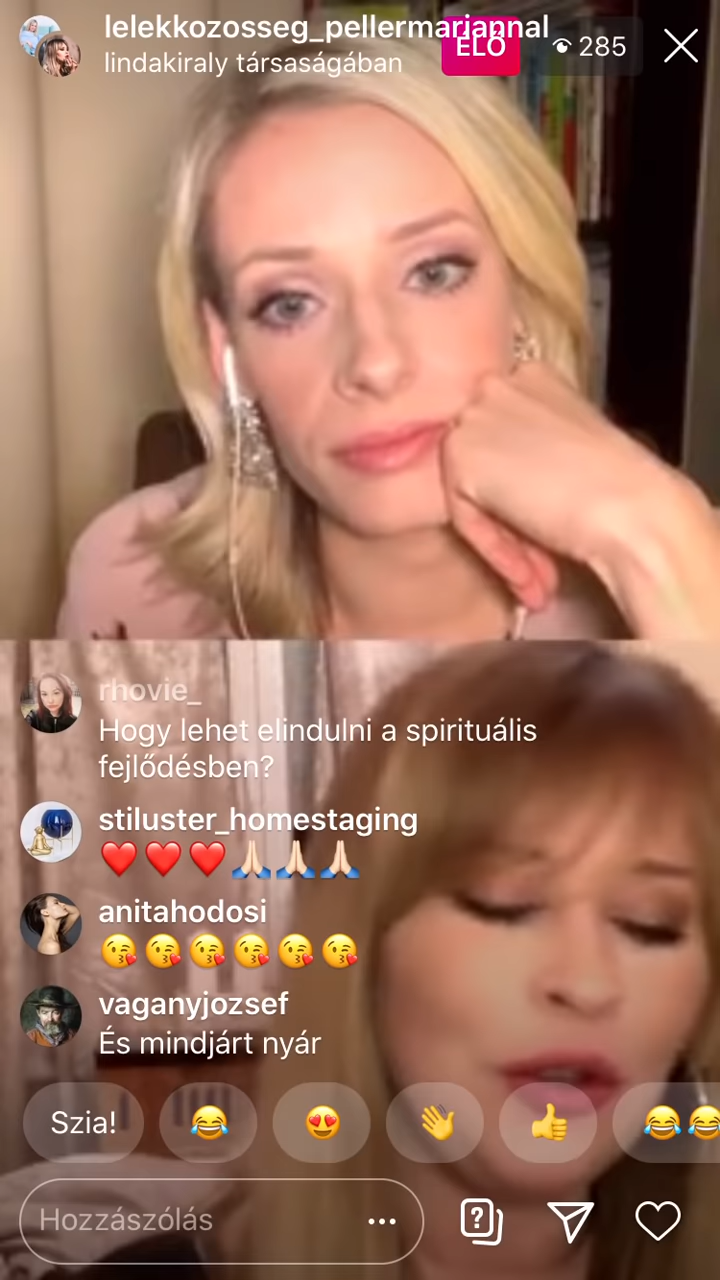 lelekkozosseg_pellermariannal
lindakiraly társaságában
ÉLŐ
285
rhovie_
Hogy lehet elindulni a spirituális
fejlődésben?
stiluster_homestaging
❤️❤️❤️🙏🏻🙏🏻🙏🏻
anitahodosi
😘😘😘😘😘😘
vaganyjozsef
És mindjárt nyár
Szia! 😂 😍 👋 👍 😂😂
Hozzászólás